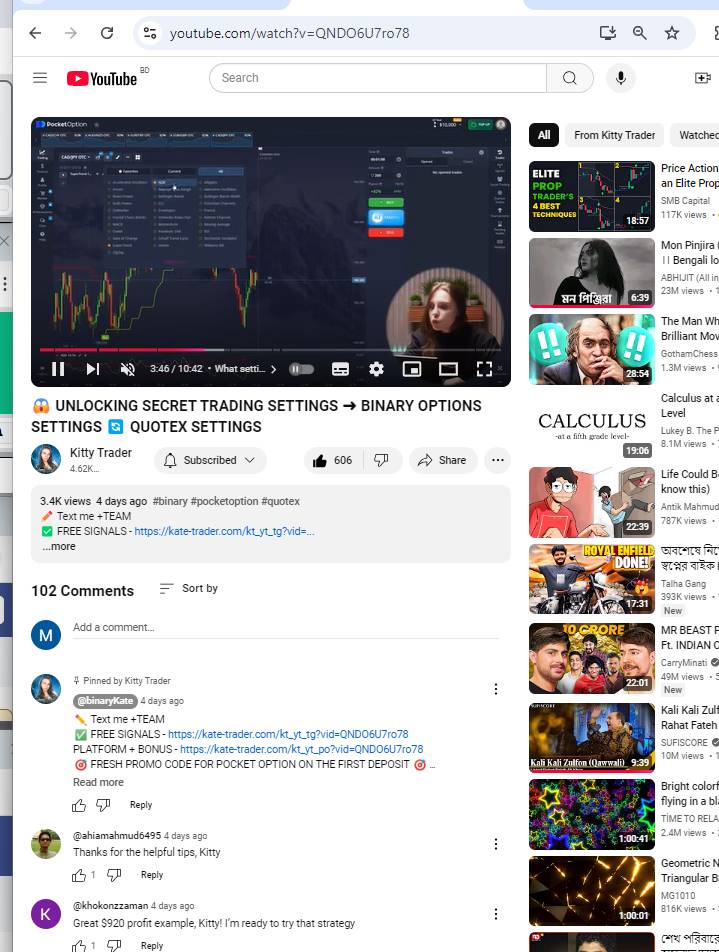 youtube.com/watch?v=QNDO6U7ro78
YouTube BD
Search
PocketOption
3:46 / 10:42 • What setti...
😱 UNLOCKING SECRET TRADING SETTINGS ➜ BINARY OPTIONS
SETTINGS 🔄 QUOTEX SETTINGS
Kitty Trader
4.62K...
Subscribed
606
Share
3.4K views 4 days ago #binary #pocketoption #quotex
✏️ Text me +TEAM
✅ FREE SIGNALS - https://kate-trader.com/kt_yt_tg?vid=...
...more
102 Comments
Sort by
M
Add a comment...
Pinned by Kitty Trader
@binaryKate 4 days ago
✏️ Text me +TEAM
✅ FREE SIGNALS - https://kate-trader.com/kt_yt_tg?vid=QNDO6U7ro78
PLATFORM + BONUS - https://kate-trader.com/kt_yt_po?vid=QNDO6U7ro78
🎯 FRESH PROMO CODE FOR POCKET OPTION ON THE FIRST DEPOSIT 🎯 ...
Read more
Reply
@ahiamahmud6495 4 days ago
Thanks for the helpful tips, Kitty
1
Reply
K
@khokonzzaman 4 days ago
Great $920 profit example, Kitty! I'm ready to try that strategy
1
Reply
All
From Kitty Trader
Watched
ELITE
PROP
TRADER'S
4 BEST
TECHNIQUES
18:57
Price Action
an Elite Prop
SMB Capital
117K views
মন পিঞ্জিরা
6:39
Mon Pinjira (
|| Bengali lo
ABHIJIT (All in
23M views • 1
!!
!!
28:54
The Man Wh
Brilliant Mov
GothamChess
1.3M views
CALCULUS
-at a fifth grade level-
19:06
Calculus at a
Level
Lukey B. The P
8.1M views
22:39
Life Could Be
know this)
Antik Mahmud
787K views
ROYAL ENFIELD
DONE!
17:31
অবশেষে নিয়ে
স্বপ্নের বাইক।
Talha Gang
393K views • 1
New
10 CRORE
22:01
MR BEAST P
Ft. INDIAN C
CarryMinati
49M views • 5
New
SUFISCORE
Kali Kali Zulfon (Qawwali)
9:39
Kali Kali Zulf
Rahat Fateh
SUFISCORE
10M views • 1
1:00:41
Bright colorf
flying in a bla
TİME TO RELA
2.4M views
1:00:01
Geometric N
Triangular B
MG1010
816K views
শেখ পরিবারে